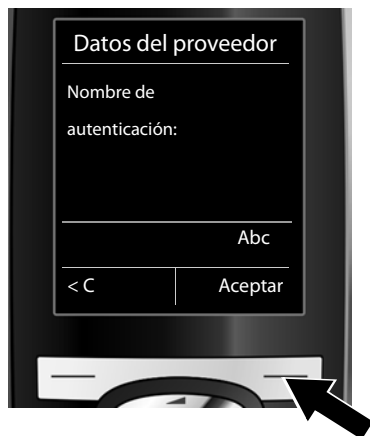 Datos del proveedor
Nombre de
autenticación:
Abc
< C
Aceptar